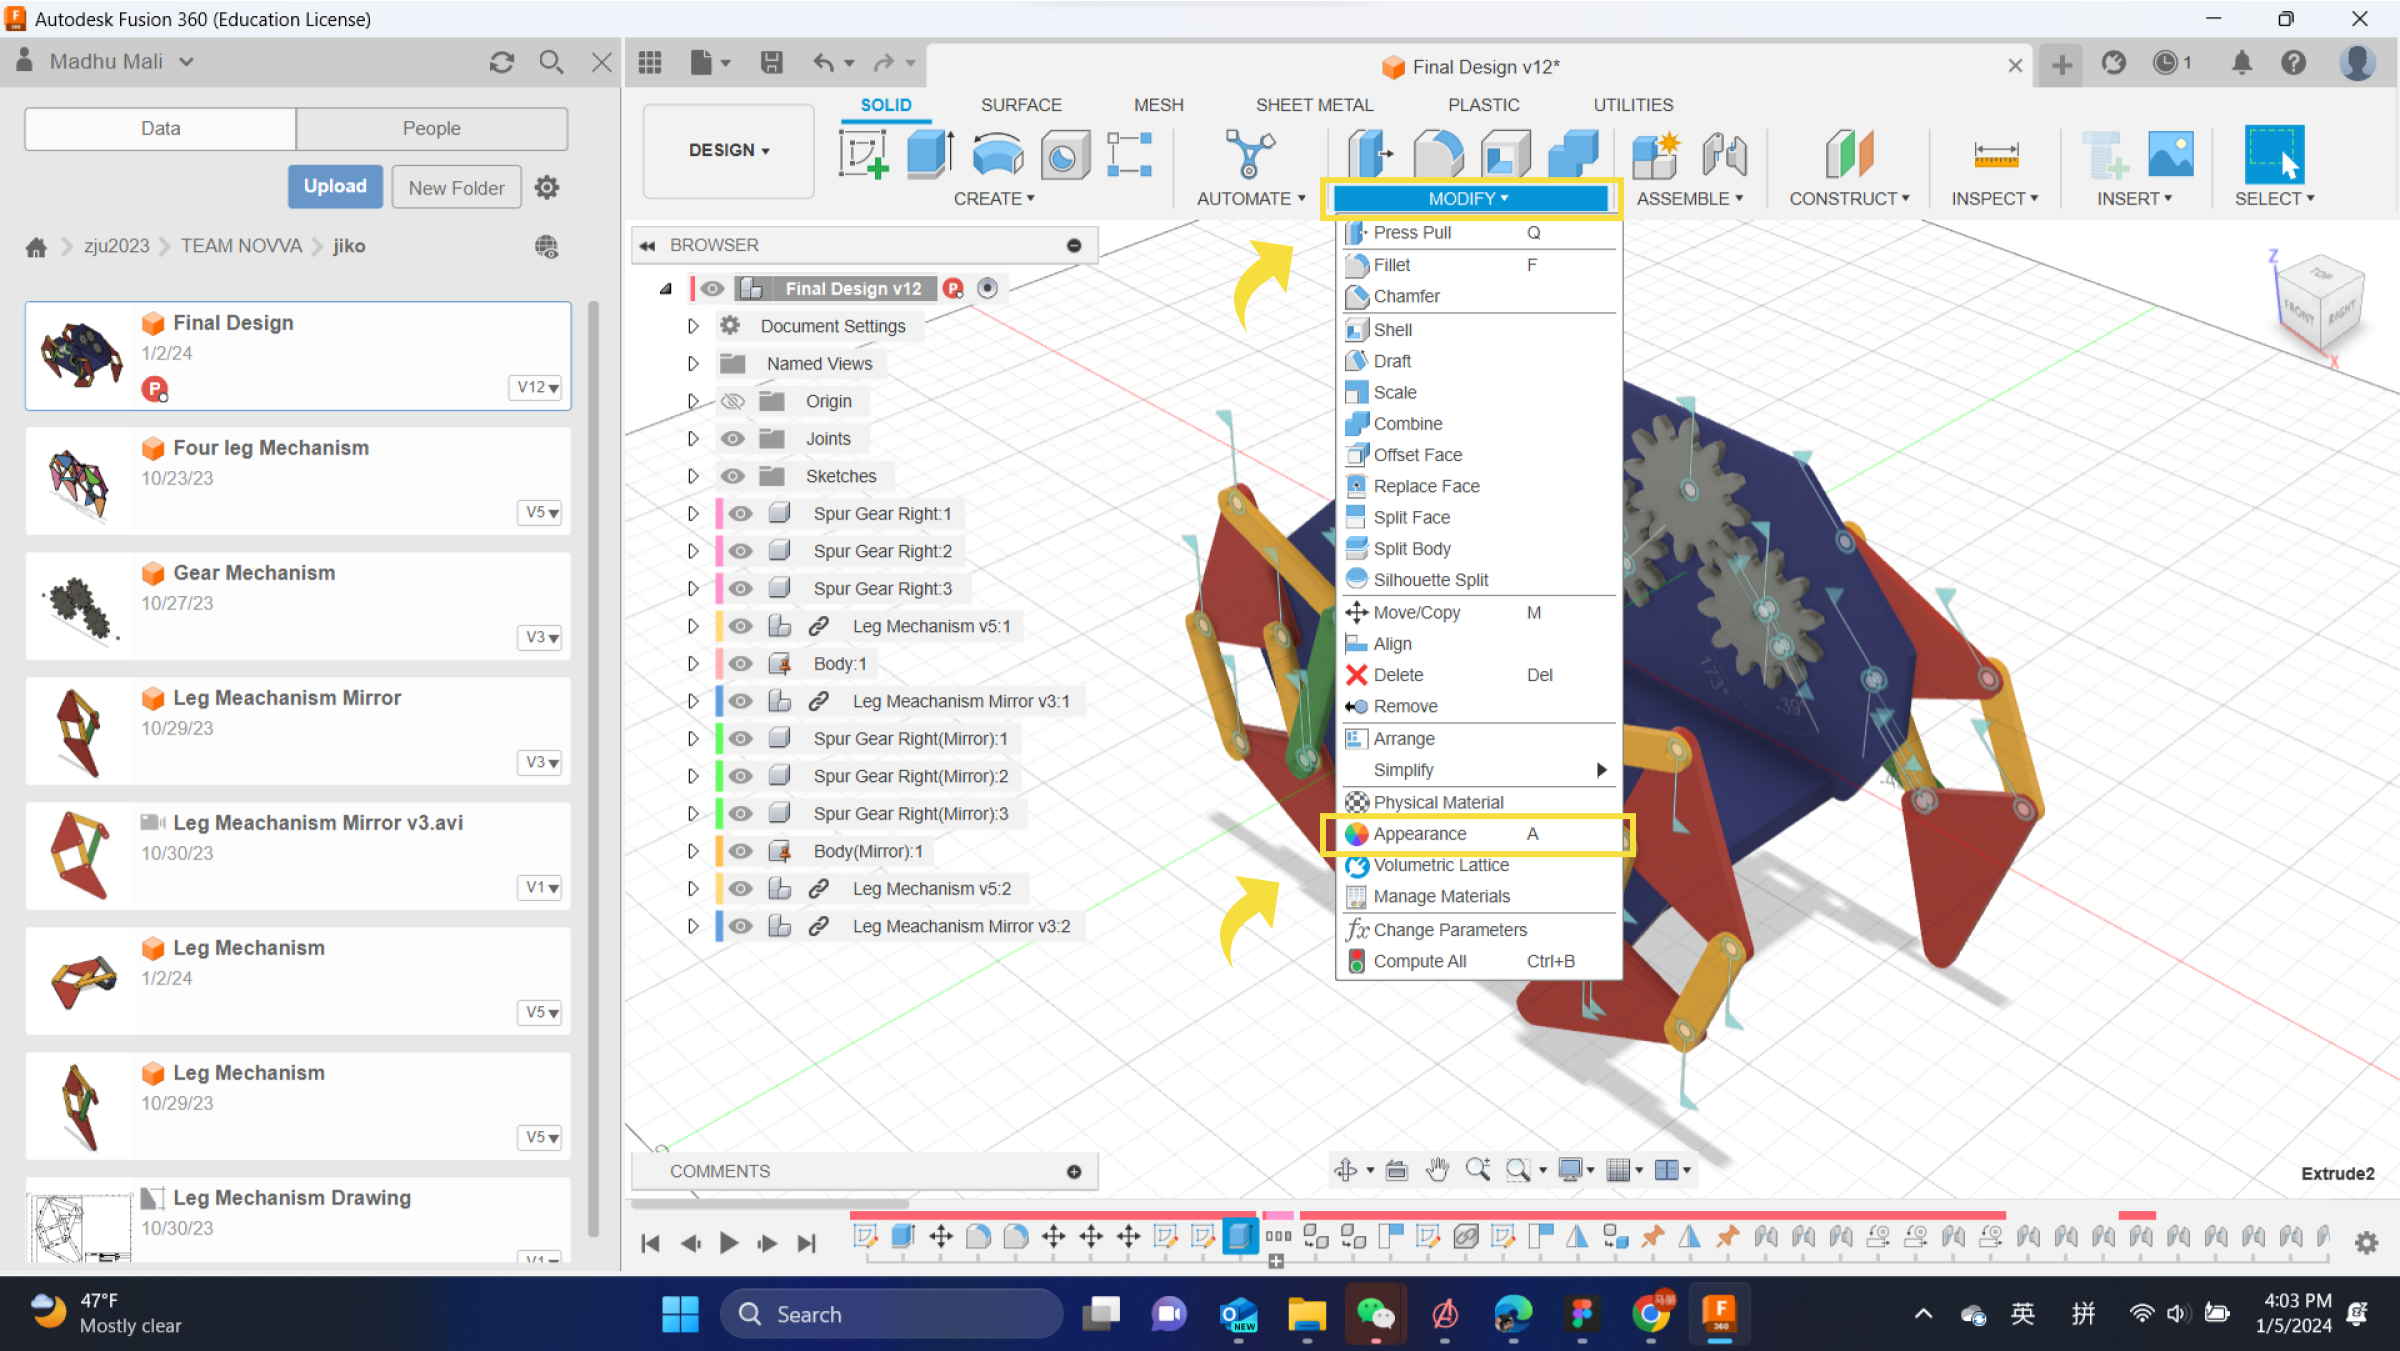 Autodesk Fusion 360 (Education License)
Madhu Mali
Final Design v12*
1
Data
People
Upload
New Folder
zju2023
TEAM NOVVA
jiko
Final Design
1/2/24
P
V12
Four leg Mechanism
10/23/23
V5
Gear Mechanism
10/27/23
V3
Leg Meachanism Mirror
10/29/23
V3
Leg Meachanism Mirror v3.avi
10/30/23
V1
Leg Mechanism
1/2/24
V5
Leg Mechanism
10/29/23
V5
Leg Mechanism Drawing
10/30/23
V1
DESIGN
SOLID
SURFACE
MESH
SHEET METAL
PLASTIC
UTILITIES
CREATE
AUTOMATE
MODIFY
ASSEMBLE
CONSTRUCT
INSPECT
INSERT
SELECT
BROWSER
Final Design v12
P
Document Settings
Named Views
Origin
Joints
Sketches
Spur Gear Right:1
Spur Gear Right:2
Spur Gear Right:3
Leg Mechanism v5:1
Body:1
Leg Meachanism Mirror v3:1
Spur Gear Right(Mirror):1
Spur Gear Right(Mirror):2
Spur Gear Right(Mirror):3
Body(Mirror):1
Leg Mechanism v5:2
Leg Meachanism Mirror v3:2
Press Pull Q
Fillet F
Chamfer
Shell
Draft
Scale
Combine
Offset Face
Replace Face
Split Face
Split Body
Silhouette Split
Move/Copy M
Align
Delete Del
Remove
Arrange
Simplify
Physical Material
Appearance A
Volumetric Lattice
Manage Materials
fx Change Parameters
Compute All Ctrl+B
Z
TOP
FRONT
RIGHT
X
173°
-39°
COMMENTS
Extrude2
47°F
Mostly clear
Search
NEW
F
360
英
拼
4:03 PM
1/5/2024